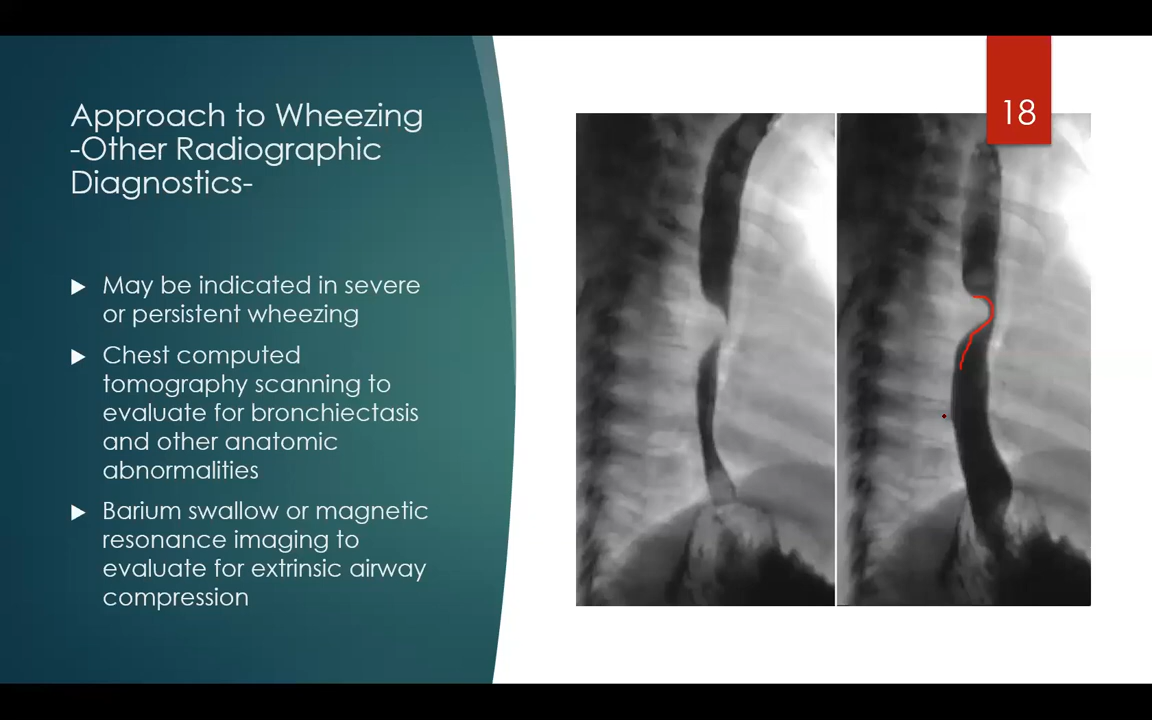 Approach to Wheezing
-Other Radiographic
Diagnostics-
May be indicated in severe
or persistent wheezing
Chest computed
tomography scanning to
evaluate for bronchiectasis
and other anatomic
abnormalities
Barium swallow or magnetic
resonance imaging to
evaluate for extrinsic airway
compression
18